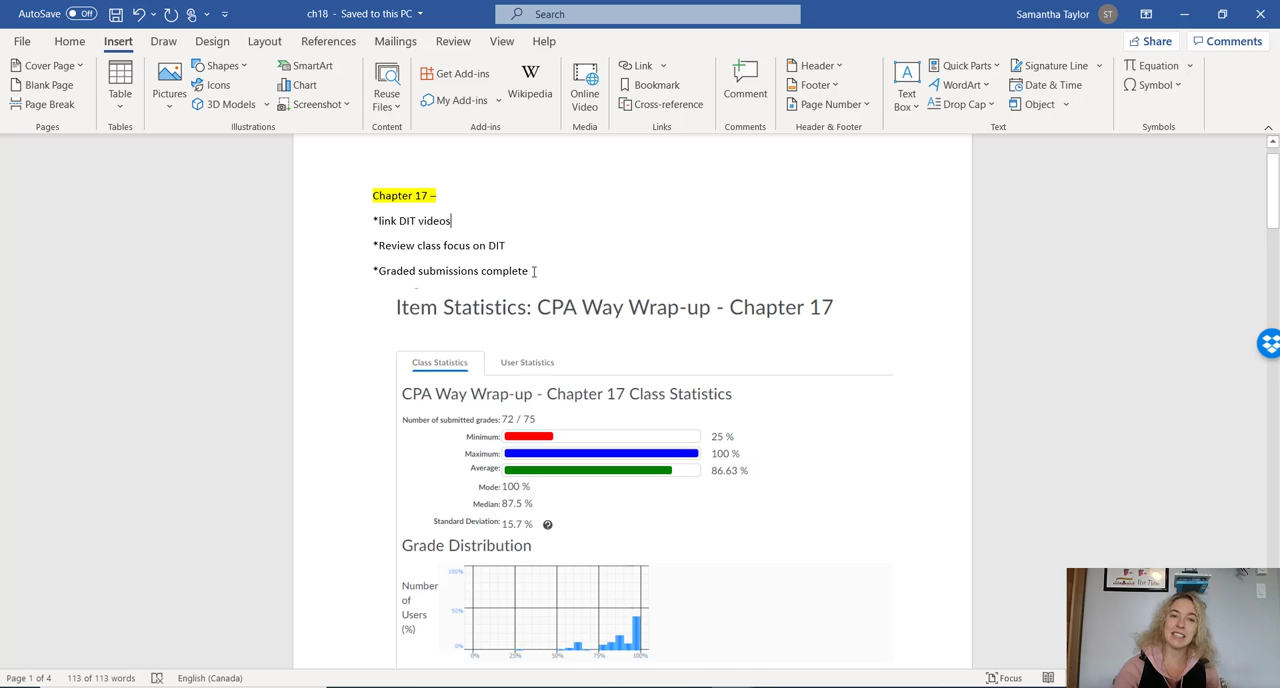 AutoSave Off ch18 - Saved to this PC Search Samantha Taylor ST
File Home Insert Draw Design Layout References Mailings Review View Help Share Comments
Cover Page
Blank Page
Page Break
Pages
Table
Tables
Pictures
Shapes
Icons
3D Models
SmartArt
Chart
Screenshot
Illustrations
Reuse
Files
Content
Get Add-ins
My Add-ins
W
Wikipedia
Add-ins
Online
Video
Media
Link
Bookmark
Cross-reference
Links
Comment
Comments
Header
Footer
Page Number
Header & Footer
A
Text
Box
Quick Parts
WordArt
Drop Cap
Signature Line
Date & Time
Object
Text
Equation
Symbol
Symbols
Chapter 17 –
*link DIT videos
*Review class focus on DIT
*Graded submissions complete
Item Statistics: CPA Way Wrap-up - Chapter 17
Class Statistics User Statistics
CPA Way Wrap-up - Chapter 17 Class Statistics
Number of submitted grades: 72 / 75
Minimum: 25 %
Maximum: 100 %
Average: 86.63 %
Mode: 100 %
Median: 87.5 %
Standard Deviation: 15.7 %
Grade Distribution
Number
of
Users
(%)
100%
50%
0%
0% 25% 50% 75% 100%
Page 1 of 4 113 of 113 words English (Canada) Focus